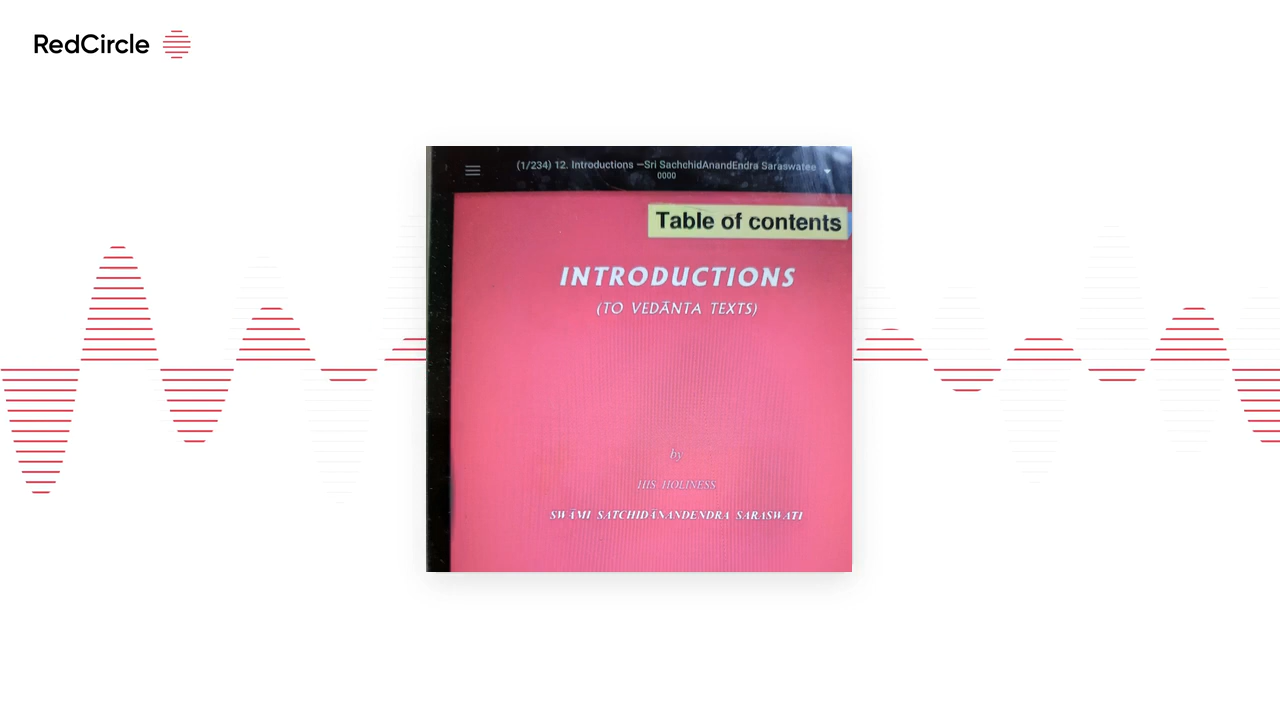 RedCircle
(1/234) 12. Introductions —Sri SachchidAnandEndra Saraswatee
0000
Table of contents
INTRODUCTIONS
(TO VEDĀNTA TEXTS)
by
HIS HOLINESS
SWĀMI SATCHIDĀNANDENDRA SARASWATI